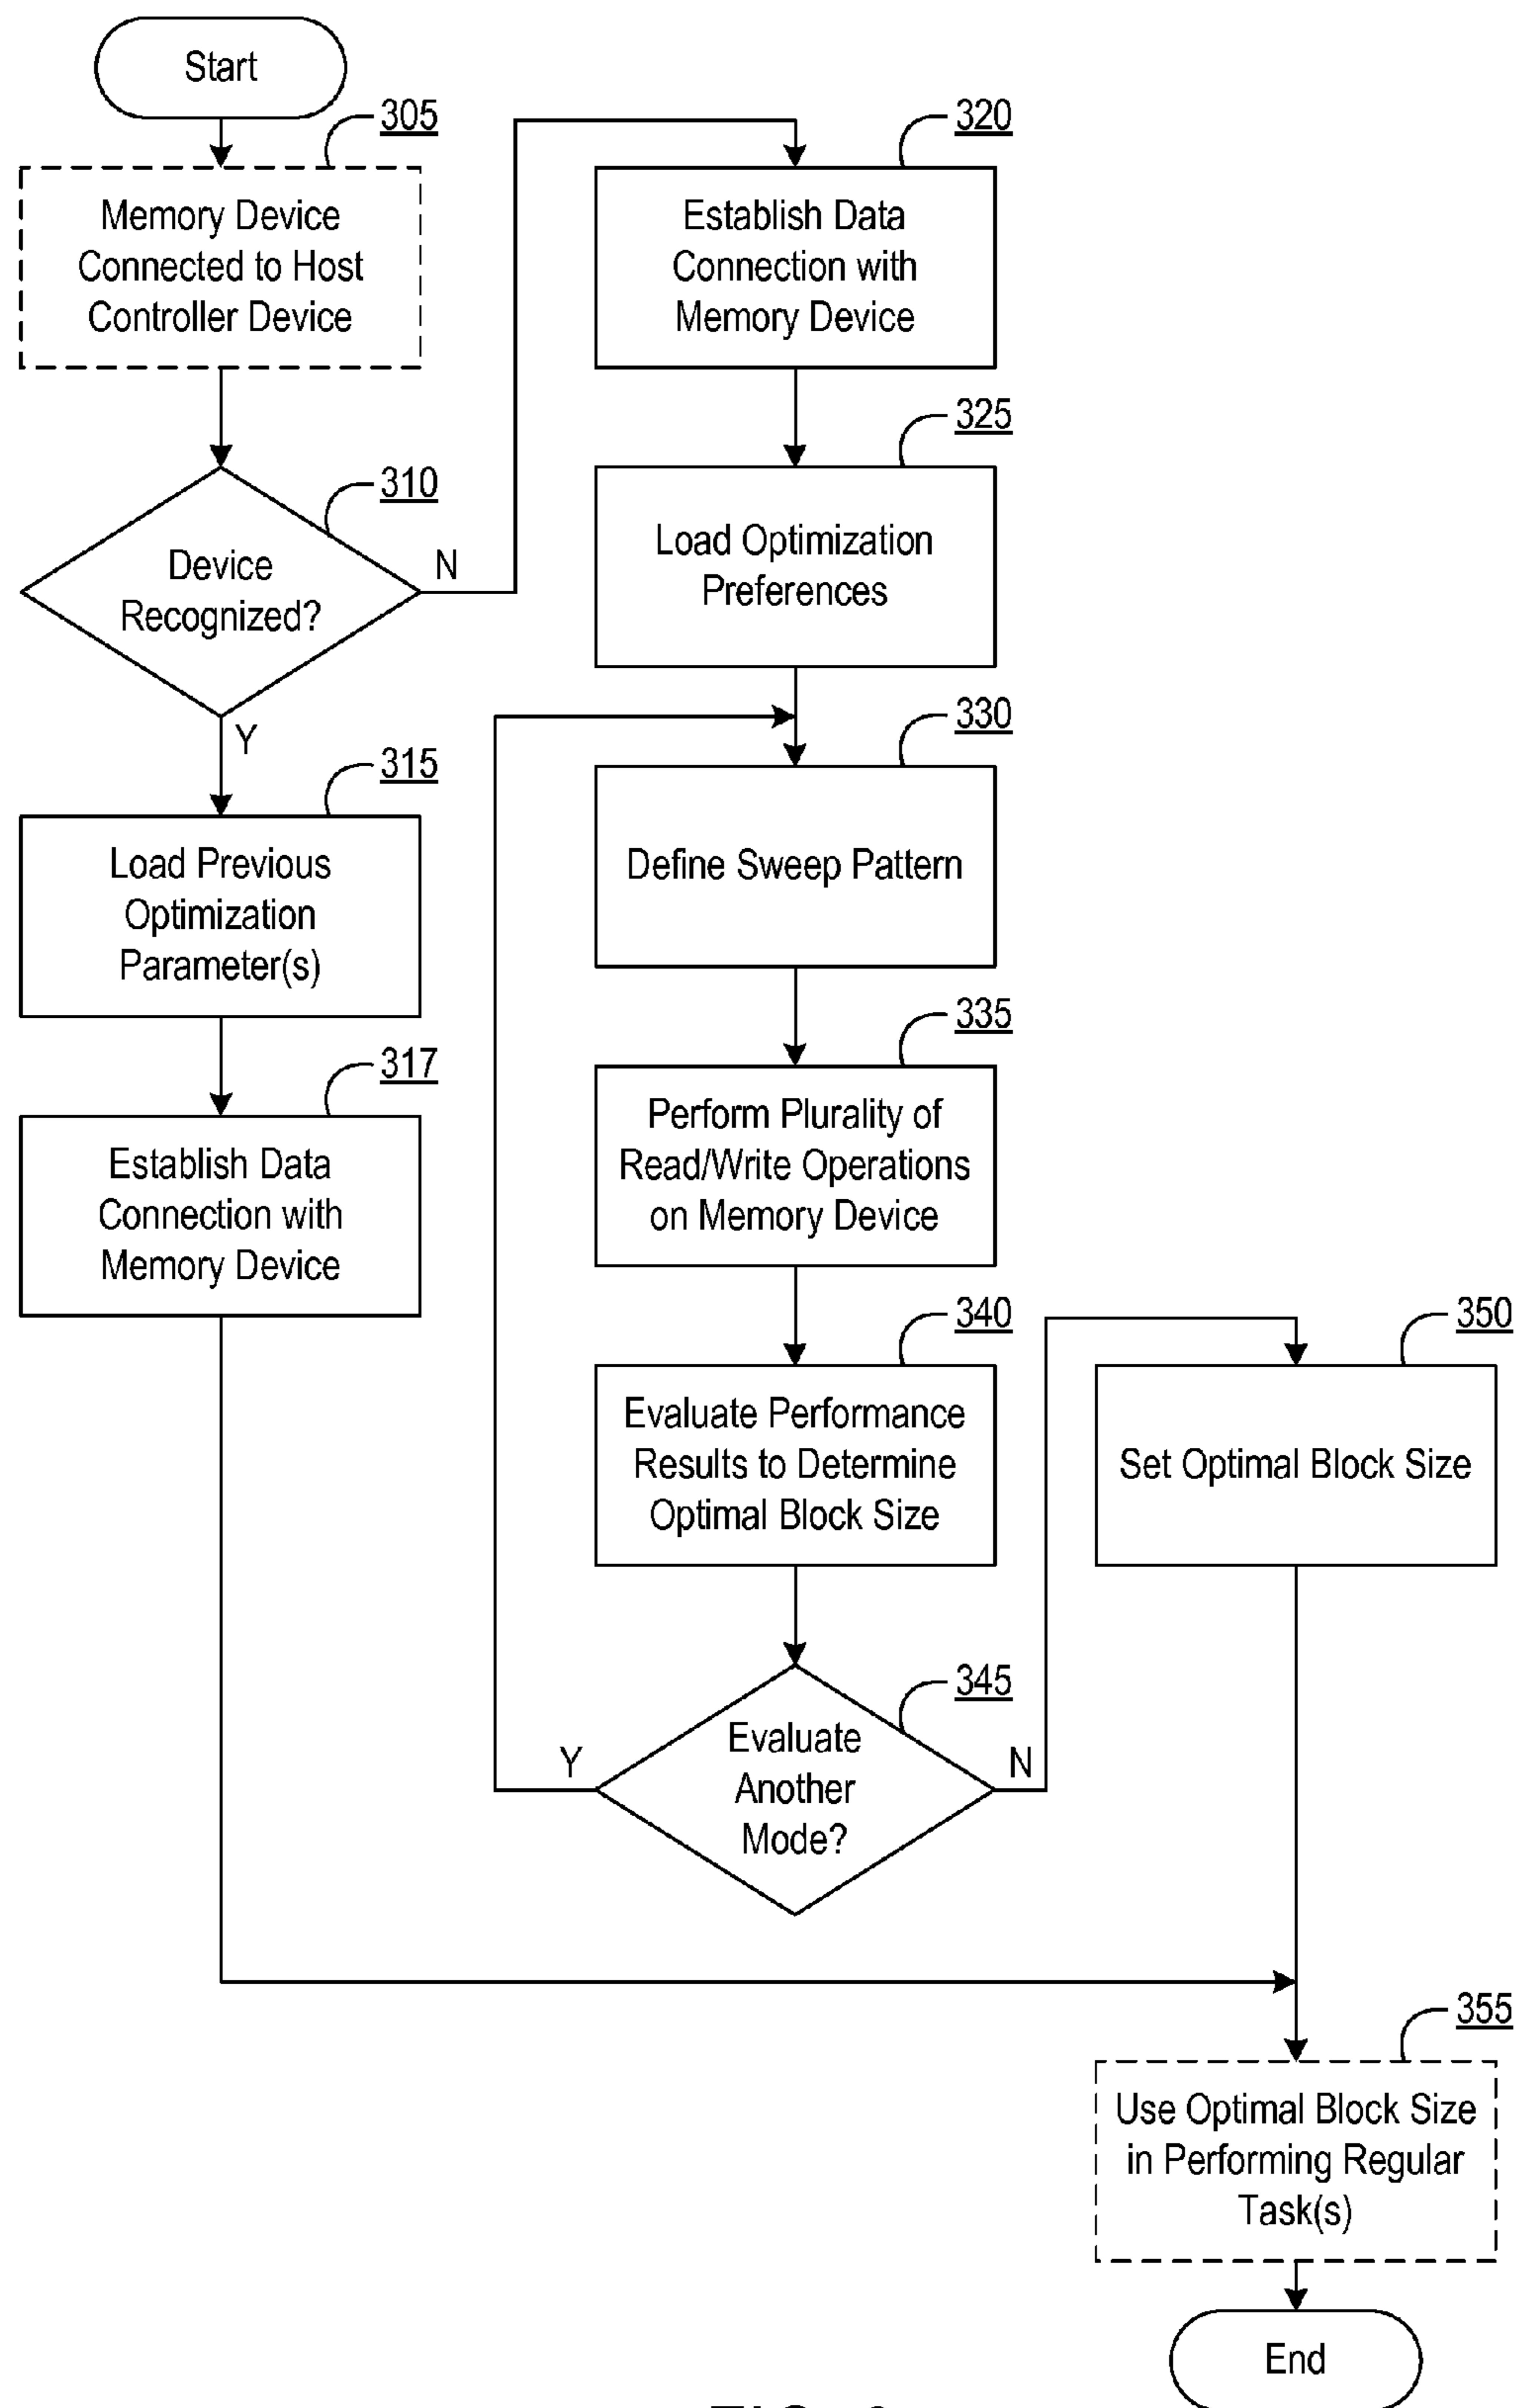 Start
305
Memory Device
Connected to Host
Controller Device
310
Device
Recognized?
N
Y
315
Load Previous
Optimization
Parameter(s)
317
Establish Data
Connection with
Memory Device
320
Establish Data
Connection with
Memory Device
325
Load Optimization
Preferences
330
Define Sweep Pattern
335
Perform Plurality of
Read/Write Operations
on Memory Device
340
Evaluate Performance
Results to Determine
Optimal Block Size
345
Evaluate
Another
Mode?
Y
N
350
Set Optimal Block Size
355
Use Optimal Block Size
in Performing Regular
Task(s)
End